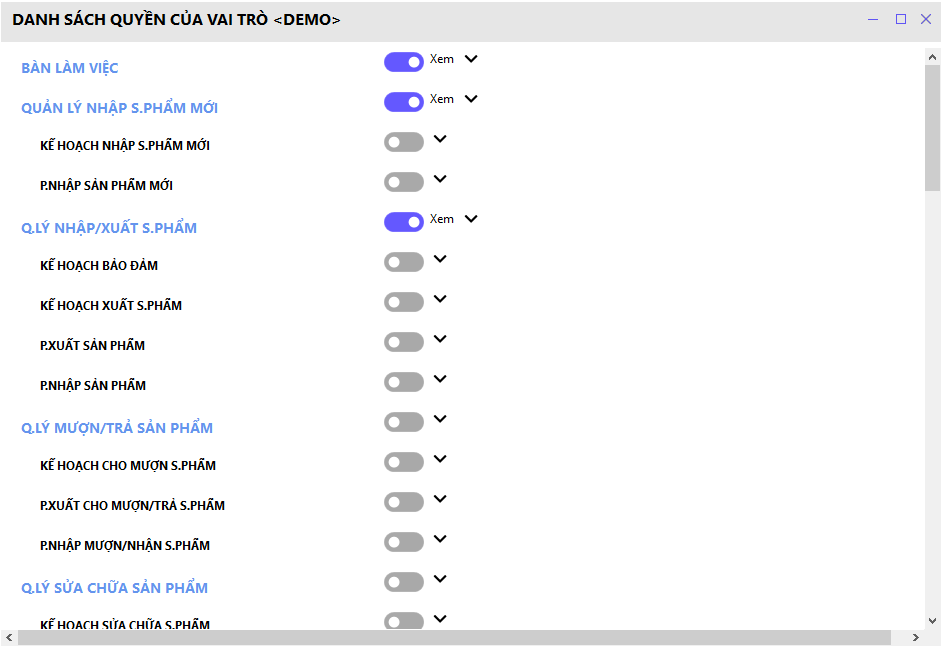 DANH SÁCH QUYỀN CỦA VAI TRÒ <DEMO>
BÀN LÀM VIỆC Xem
QUẢN LÝ NHẬP S.PHẨM MỚI Xem
KẾ HOẠCH NHẬP S.PHẨM MỚI
P.NHẬP SẢN PHẨM MỚI
Q.LÝ NHẬP/XUẤT S.PHẨM Xem
KẾ HOẠCH BẢO ĐẢM
KẾ HOẠCH XUẤT S.PHẨM
P.XUẤT SẢN PHẨM
P.NHẬP SẢN PHẨM
Q.LÝ MƯỢN/TRẢ SẢN PHẨM
KẾ HOẠCH CHO MƯỢN S.PHẨM
P.XUẤT CHO MƯỢN/TRẢ S.PHẨM
P.NHẬP MƯỢN/NHẬN S.PHẨM
Q.LÝ SỬA CHỮA SẢN PHẨM
KẾ HOẠCH SỬA CHỮA S.PHẨM